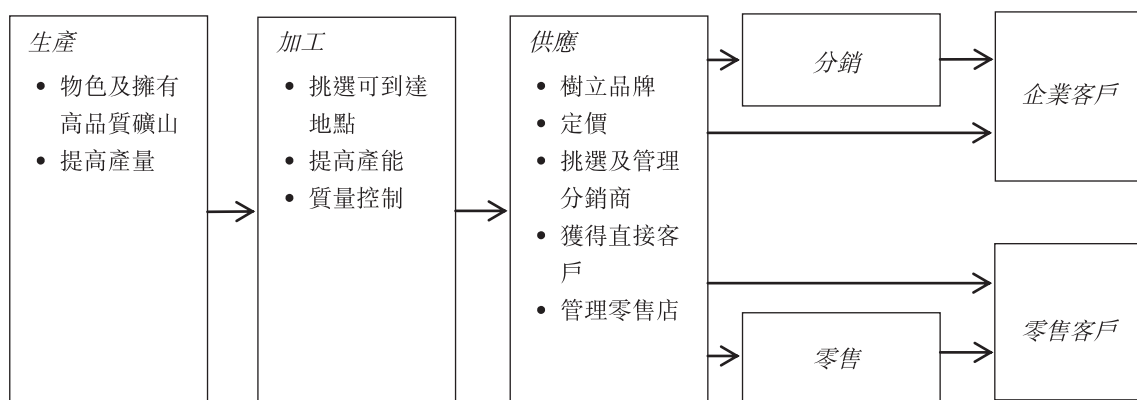 生產
• 物色及擁有
高品質礦山
• 提高產量
加工
• 挑選可到達
地點
• 提高產能
• 質量控制
供應
• 樹立品牌
• 定價
• 挑選及管理
分銷商
• 獲得直接客
戶
• 管理零售店
分銷
零售
企業客戶
零售客戶